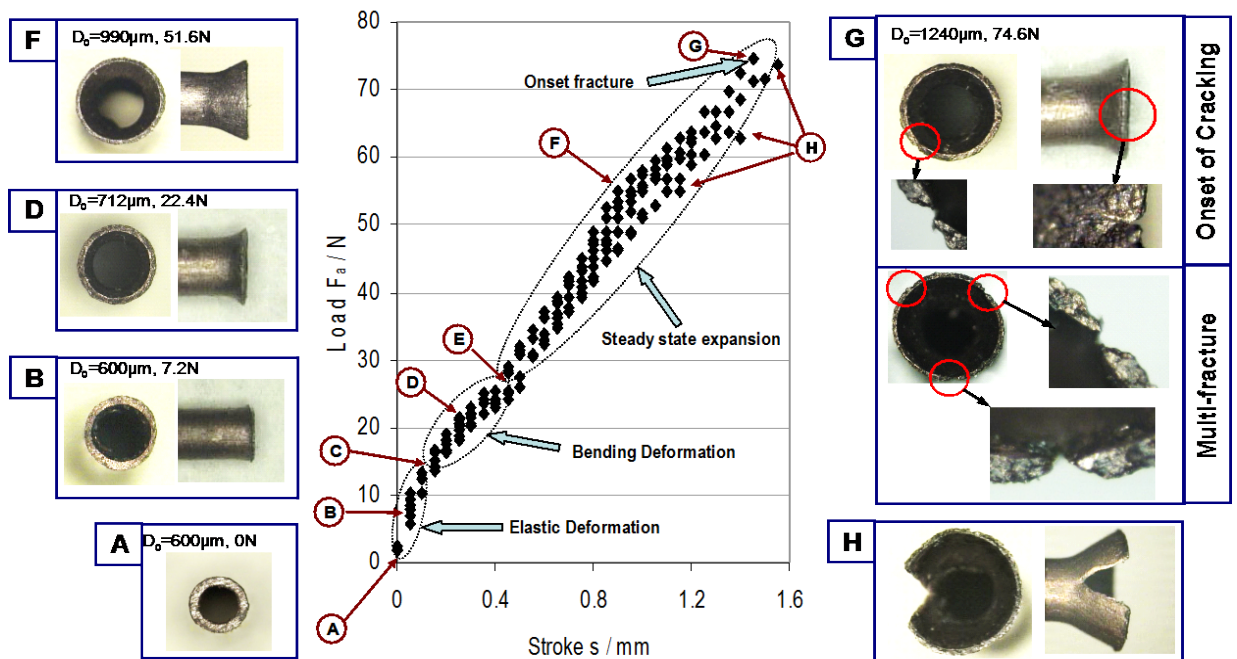 F
D₀=990µm, 51.6N
D
D₀=712µm, 22.4N
B
D₀=600µm, 7.2N
A
D₀=600µm, 0N
Load Fₐ / N
80
70
60
50
40
30
20
10
0
0
0.4
0.8
1.2
1.6
Stroke s / mm
G
Onset fracture
F
H
Steady state expansion
E
D
Bending Deformation
C
B
Elastic Deformation
A
G
D₀=1240µm, 74.6N
Onset of Cracking
Multi-fracture
H